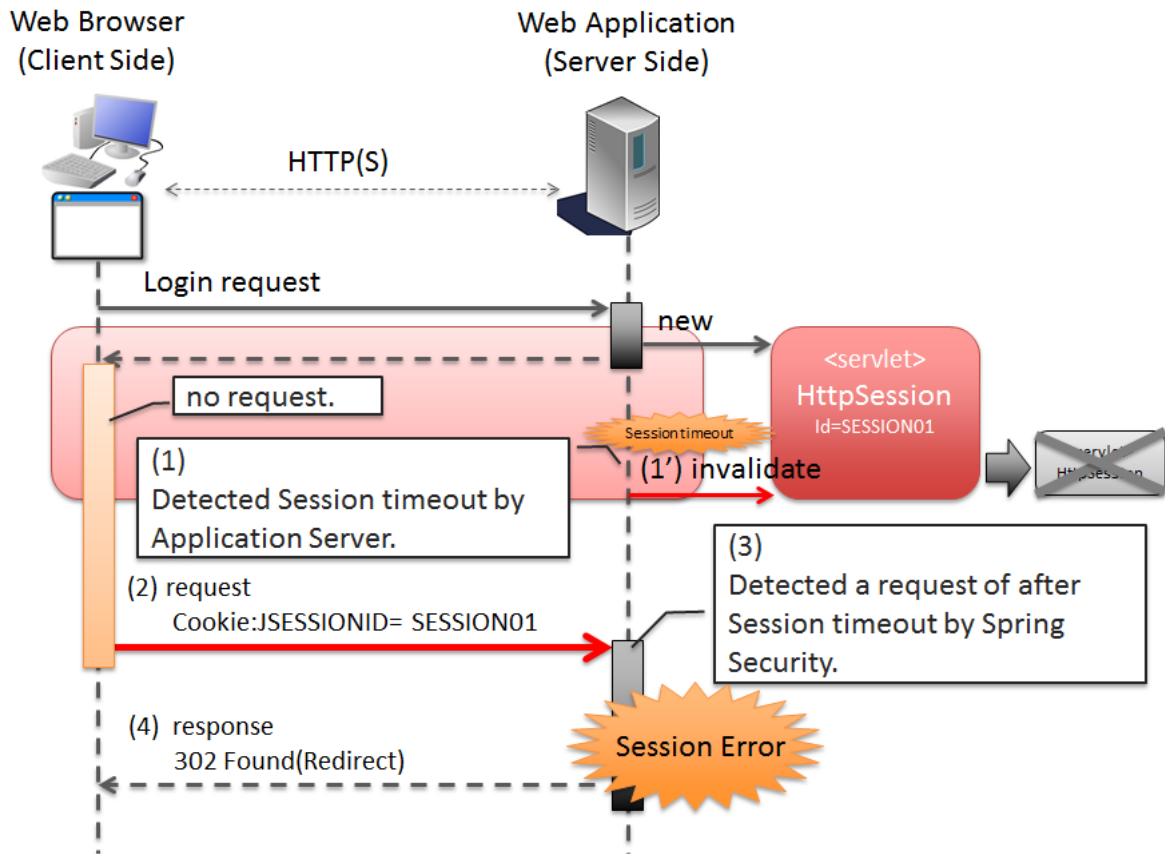 Web Browser
(Client Side)
Web Application
(Server Side)
HTTP(S)
Login request
new
<servlet>
HttpSession
Id=SESSION01
no request.
Session timeout
(1)
Detected Session timeout by
Application Server.
(1’) invalidate
HttpSession
(2) request
Cookie:JSESSIONID= SESSION01
(3)
Detected a request of after
Session timeout by Spring
Security.
(4) response
302 Found(Redirect)
Session Error